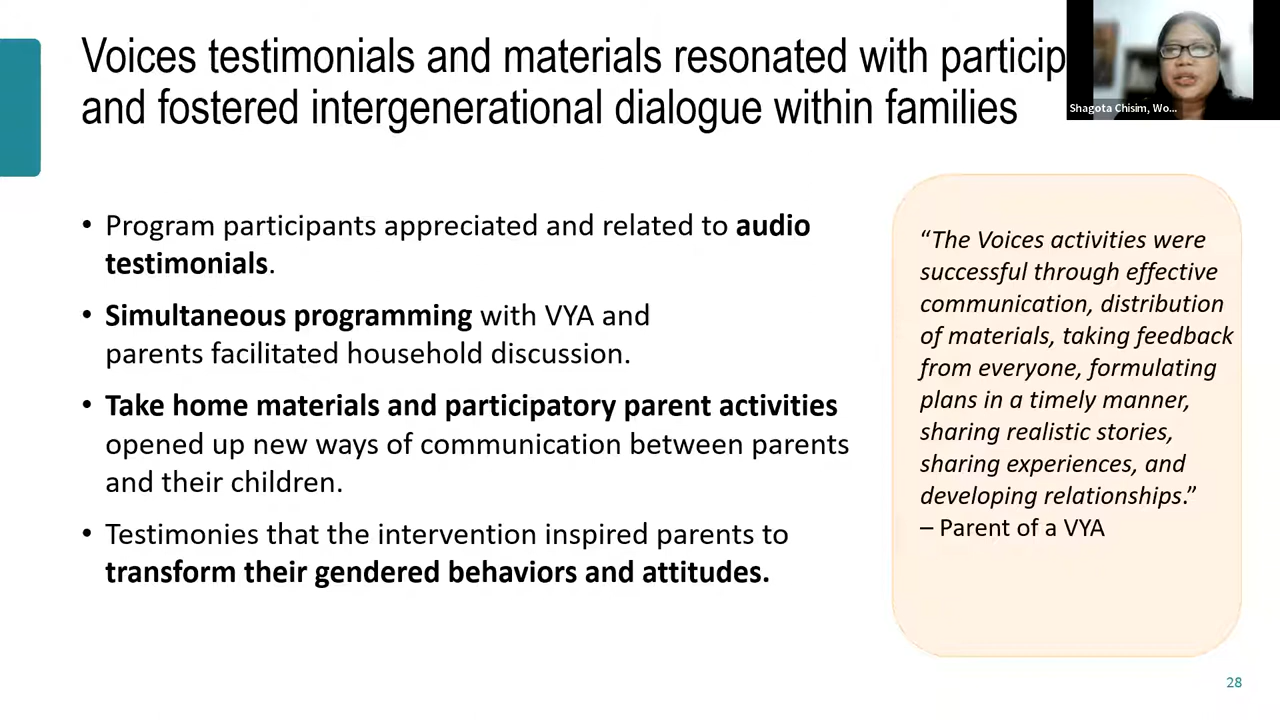 Voices testimonials and materials resonated with particip
and fostered intergenerational dialogue within families
Shagota Chisim, Wo...
• Program participants appreciated and related to audio
testimonials.
• Simultaneous programming with VYA and
parents facilitated household discussion.
• Take home materials and participatory parent activities
opened up new ways of communication between parents
and their children.
• Testimonies that the intervention inspired parents to
transform their gendered behaviors and attitudes.
“The Voices activities were
successful through effective
communication, distribution
of materials, taking feedback
from everyone, formulating
plans in a timely manner,
sharing realistic stories,
sharing experiences, and
developing relationships.”
– Parent of a VYA
28